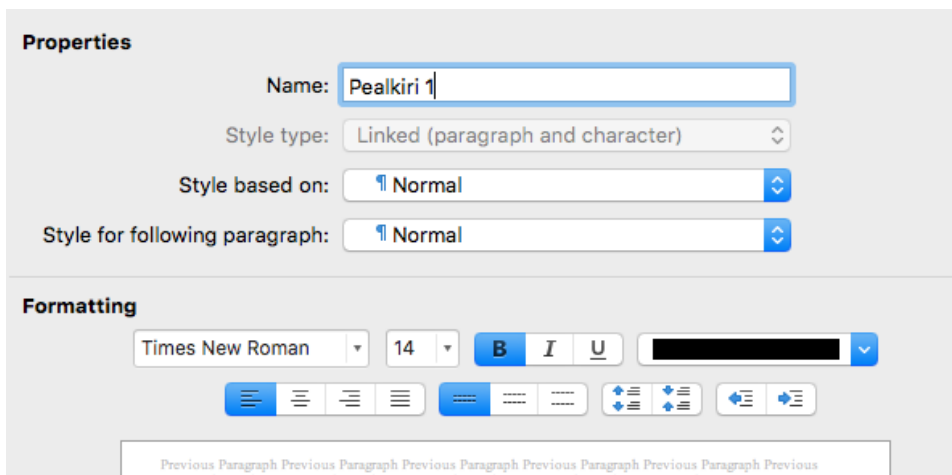 Properties
Name: Pealkiri 1
Style type: Linked (paragraph and character)
Style based on: ¶ Normal
Style for following paragraph: ¶ Normal
Formatting
Times New Roman 14 B I U
Previous Paragraph Previous Paragraph Previous Paragraph Previous Paragraph Previous Paragraph Previous